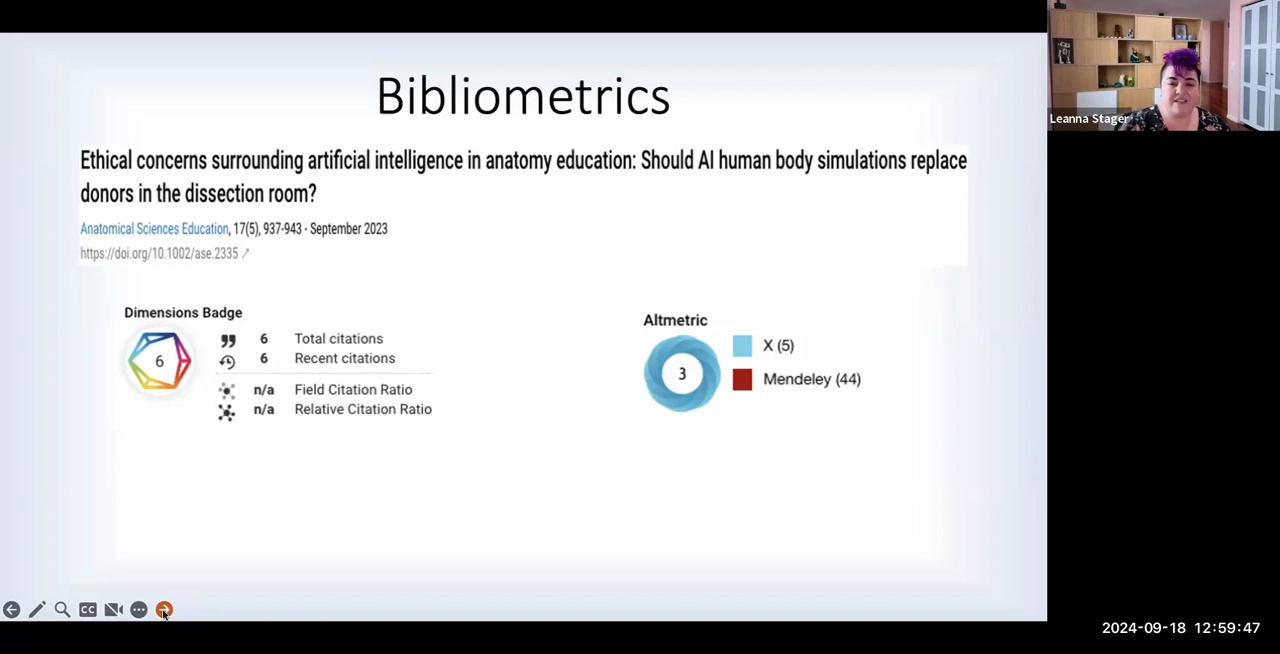 Bibliometrics
Ethical concerns surrounding artificial intelligence in anatomy education: Should AI human body simulations replace
donors in the dissection room?
Anatomical Sciences Education, 17(5), 937-943 - September 2023
https://doi.org/10.1002/ase.2335
Dimensions Badge
6
6 Total citations
6 Recent citations
n/a Field Citation Ratio
n/a Relative Citation Ratio
Altmetric
3
X (5)
Mendeley (44)
CC
Leanna Stager
2024-09-18 12:59:47